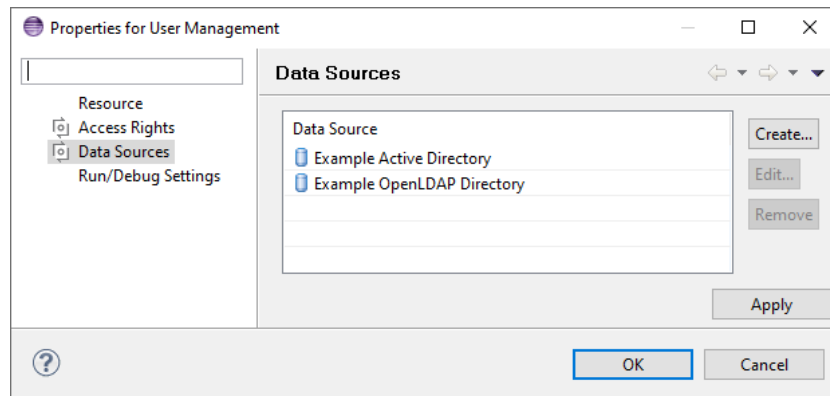 Properties for User Management
Data Sources
Resource
Access Rights
Data Sources
Run/Debug Settings
Data Source
Example Active Directory
Example OpenLDAP Directory
Create...
Edit...
Remove
Apply
OK
Cancel